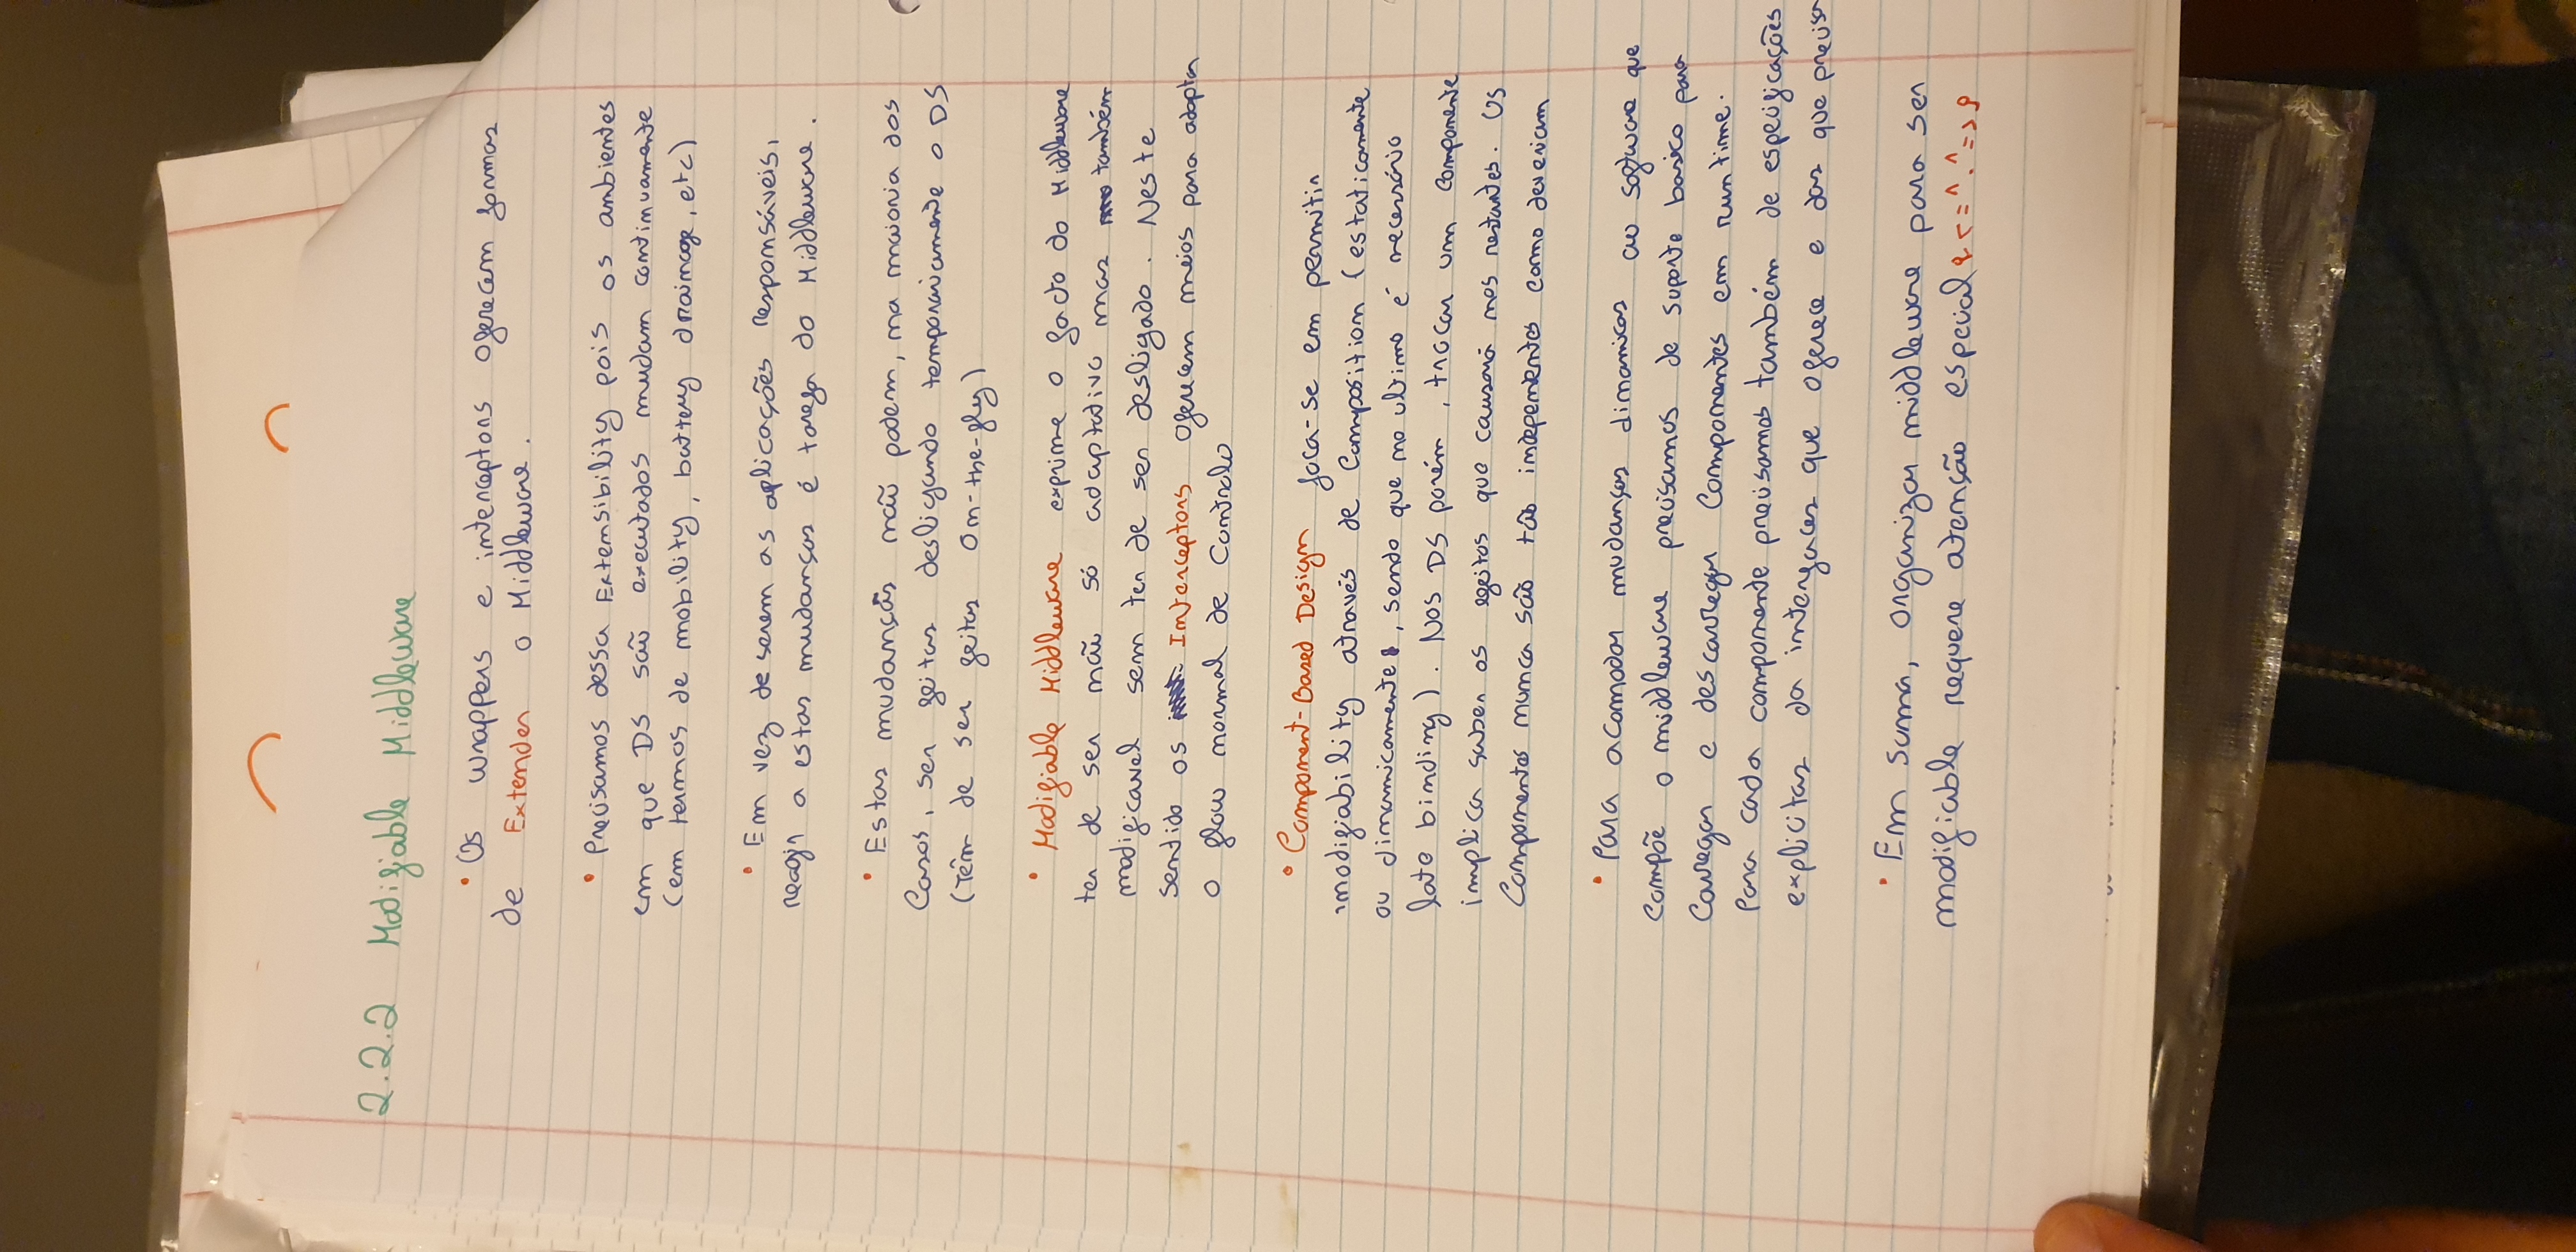 2.2.2 Modifiable Middleware
• Os wrappers e interceptors oferecem formas
de Extender o Middleware.
• Precisamos dessa Extensibility pois os ambientes
em que DS são executados mudam continuamente
(em termos de mobility, battery drainage, etc)
• Em vez de serem as aplicações responsáveis,
reagir a estas mudanças é tarefa do Middleware.
• Estas mudanças não podem, na maioria dos
Casos, ser feitas desligando temporariamente o DS
(Têm de ser feitas On-the-fly)
• Modifiable Middleware exprime o facto do Middleware
ter de ser não só adaptativo mas também
modificavel sem ter de ser desligado. Neste
sentido os Interceptors oferecem meios para adaptar
o flow normal de Controlo
• Component-Based Design foca-se em permitir
modifiability através de Composition (estaticamente
ou dinamicamente, sendo que no ultimo é necessário
late binding). Nos DS porém, trocar um componente
implica saber os efeitos que causará nos restantes. Os
Componentes nunca são tão indepententes como deveriam
• Para acomodar mudanças dinamicas ao software que
compõe o middleware precisamos de suporte basico para
Carregar e descarregar Componentes em runtime.
Para cada componente precisamos também de especificações
explicitas da interfaces que oferece e das que precisa
• Em suma, organizar middleware para ser
modifiable requere atenção especial <=^.^=>